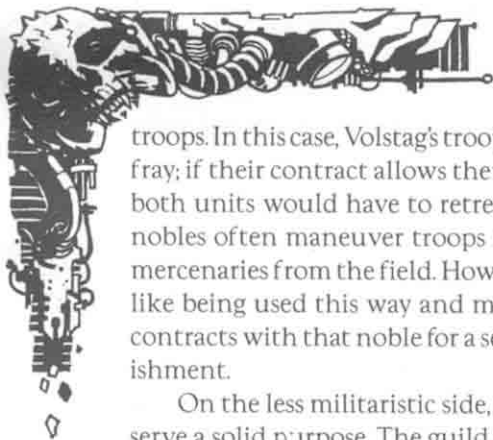 troops. In this case, Volstag's troop
fray; if their contract allows the
both units would have to retre
nobles often maneuver troops
mercenaries from the field. How
like being used this way and m
contracts with that noble for a se
ishment.
On the less militaristic side,
serve a solid purpose. The guild